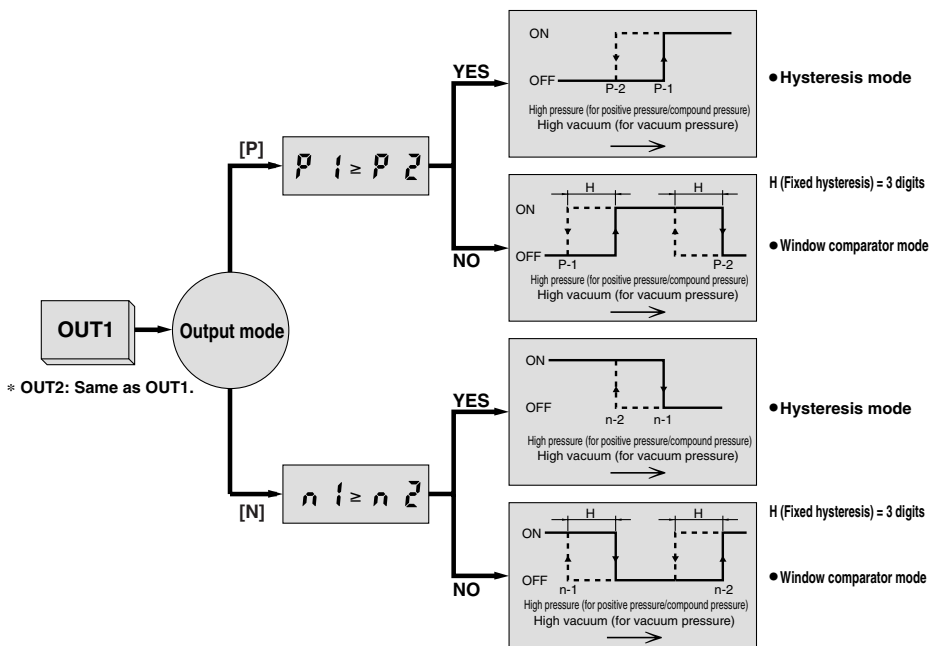 ON
OFF
P-2 P-1
High pressure (for positive pressure/compound pressure)
High vacuum (for vacuum pressure)
● Hysteresis mode
YES
[P]
P 1 ≥ P 2
NO
H (Fixed hysteresis) = 3 digits
H H
ON
OFF
P-1 P-2
High pressure (for positive pressure/compound pressure)
High vacuum (for vacuum pressure)
● Window comparator mode
OUT1
Output mode
* OUT2: Same as OUT1.
ON
OFF
n-2 n-1
High pressure (for positive pressure/compound pressure)
High vacuum (for vacuum pressure)
● Hysteresis mode
YES
[N]
n 1 ≥ n 2
NO
H (Fixed hysteresis) = 3 digits
H H
ON
OFF
n-1 n-2
High pressure (for positive pressure/compound pressure)
High vacuum (for vacuum pressure)
● Window comparator mode